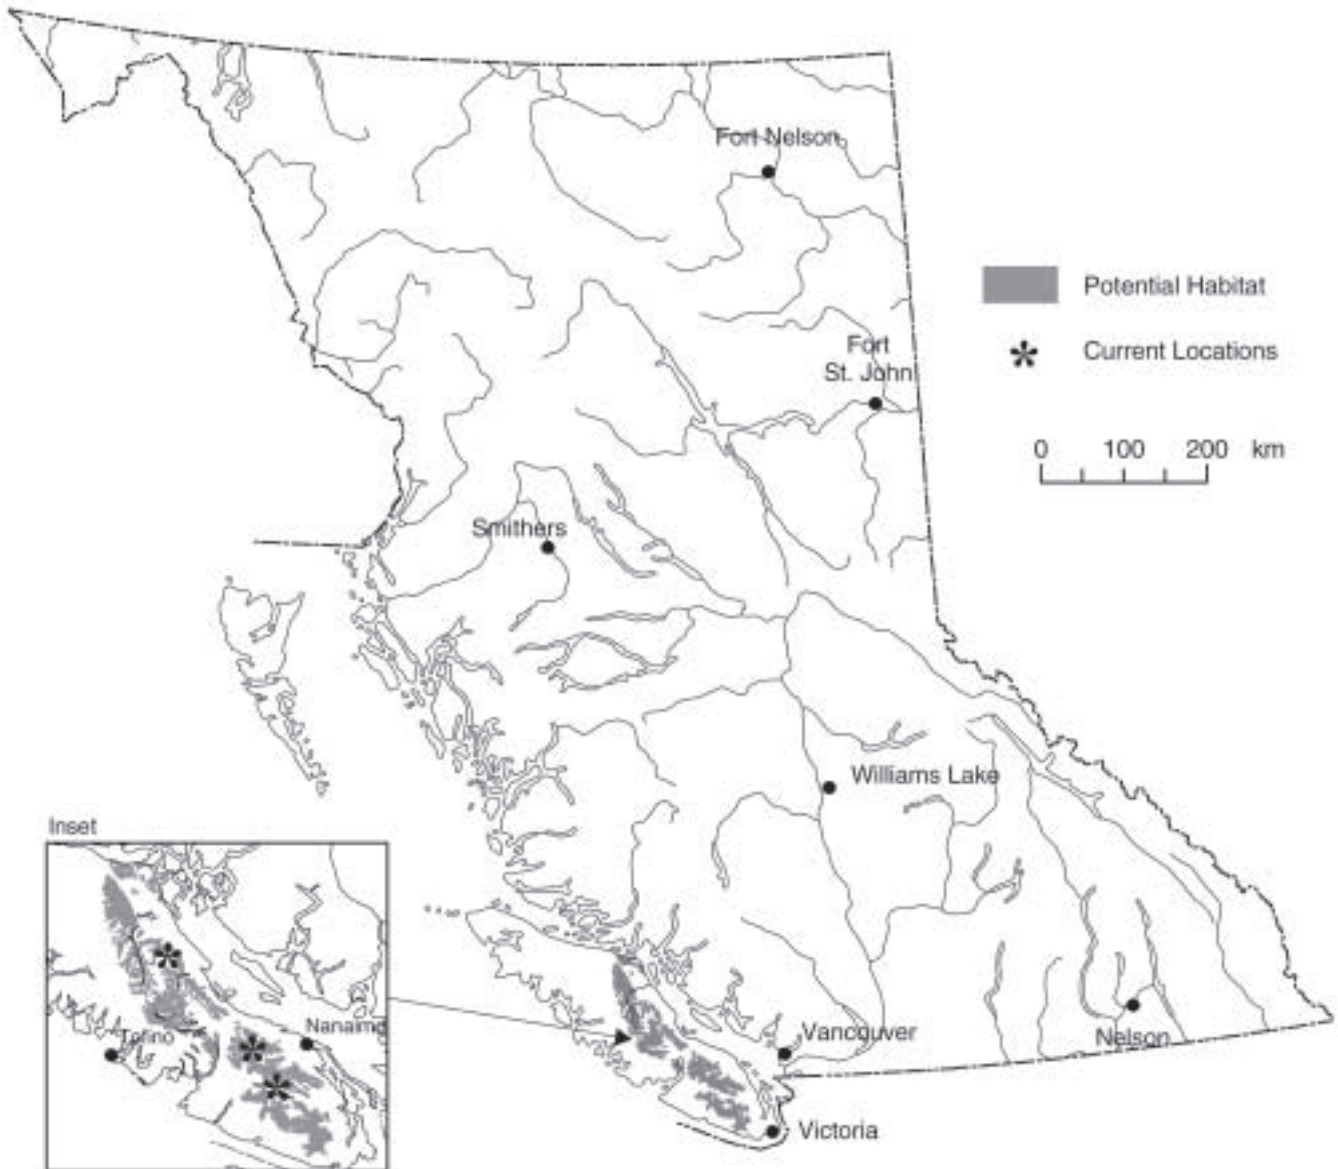 Fort Nelson
Potential Habitat
Current Locations
Fort
St. John
0 100 200 km
Smithers
Williams Lake
Inset
Tofino
Nanaimo
Vancouver
Nelson
Victoria